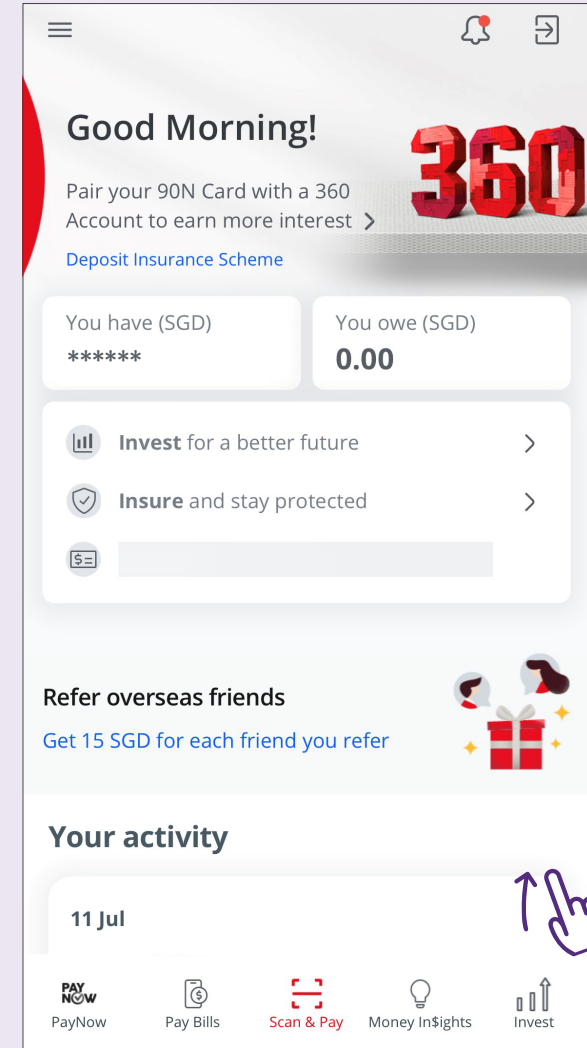 Good Morning!
360
Pair your 90N Card with a 360
Account to earn more interest >
Deposit Insurance Scheme
You have (SGD)
******
You owe (SGD)
0.00
Invest for a better future
Insure and stay protected
Refer overseas friends
Get 15 SGD for each friend you refer
Your activity
11 Jul
PAY
NOW
PayNow
Pay Bills
Scan & Pay
Money In$ights
Invest